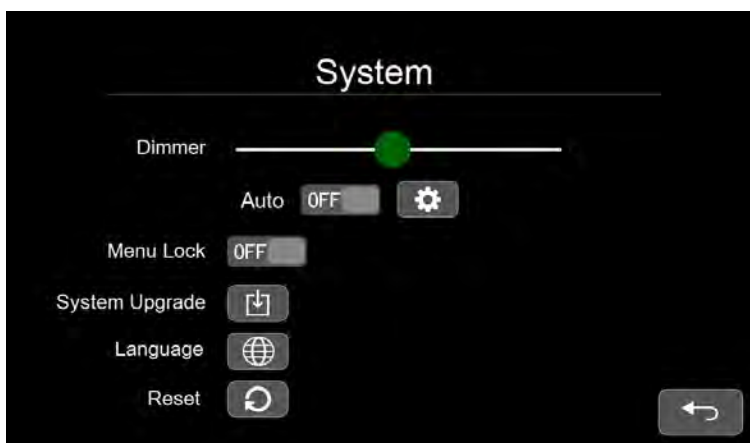 System
Dimmer
Auto OFF
Menu Lock OFF
System Upgrade
Language
Reset